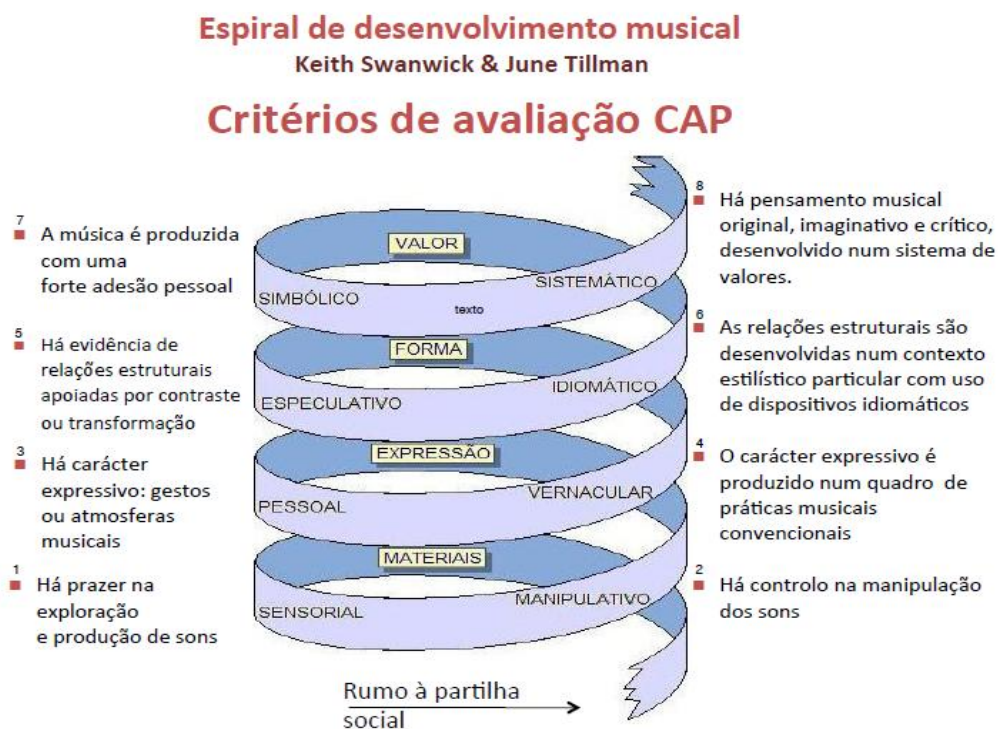 Espiral de desenvolvimento musical
Keith Swanwick & June Tillman
Critérios de avaliação CAP
7
A música é produzida
com uma
forte adesão pessoal
5
Há evidência de
relações estruturais
apoiadas por contraste
ou transformação
3
Há carácter
expressivo: gestos
ou atmosferas
musicais
1
Há prazer na
exploração
e produção de sons
VALOR
SIMBÓLICO
SISTEMÁTICO
texto
FORMA
ESPECULATIVO
IDIOMÁTICO
EXPRESSÃO
PESSOAL
VERNACULAR
MATERIAIS
SENSORIAL
MANIPULATIVO
8
Há pensamento musical
original, imaginativo e crítico,
desenvolvido num sistema de
valores.
6
As relações estruturais são
desenvolvidas num contexto
estilístico particular com uso
de dispositivos idiomáticos
4
O carácter expressivo é
produzido num quadro de
práticas musicais
convencionais
2
Há controlo na manipulação
dos sons
Rumo à partilha
social